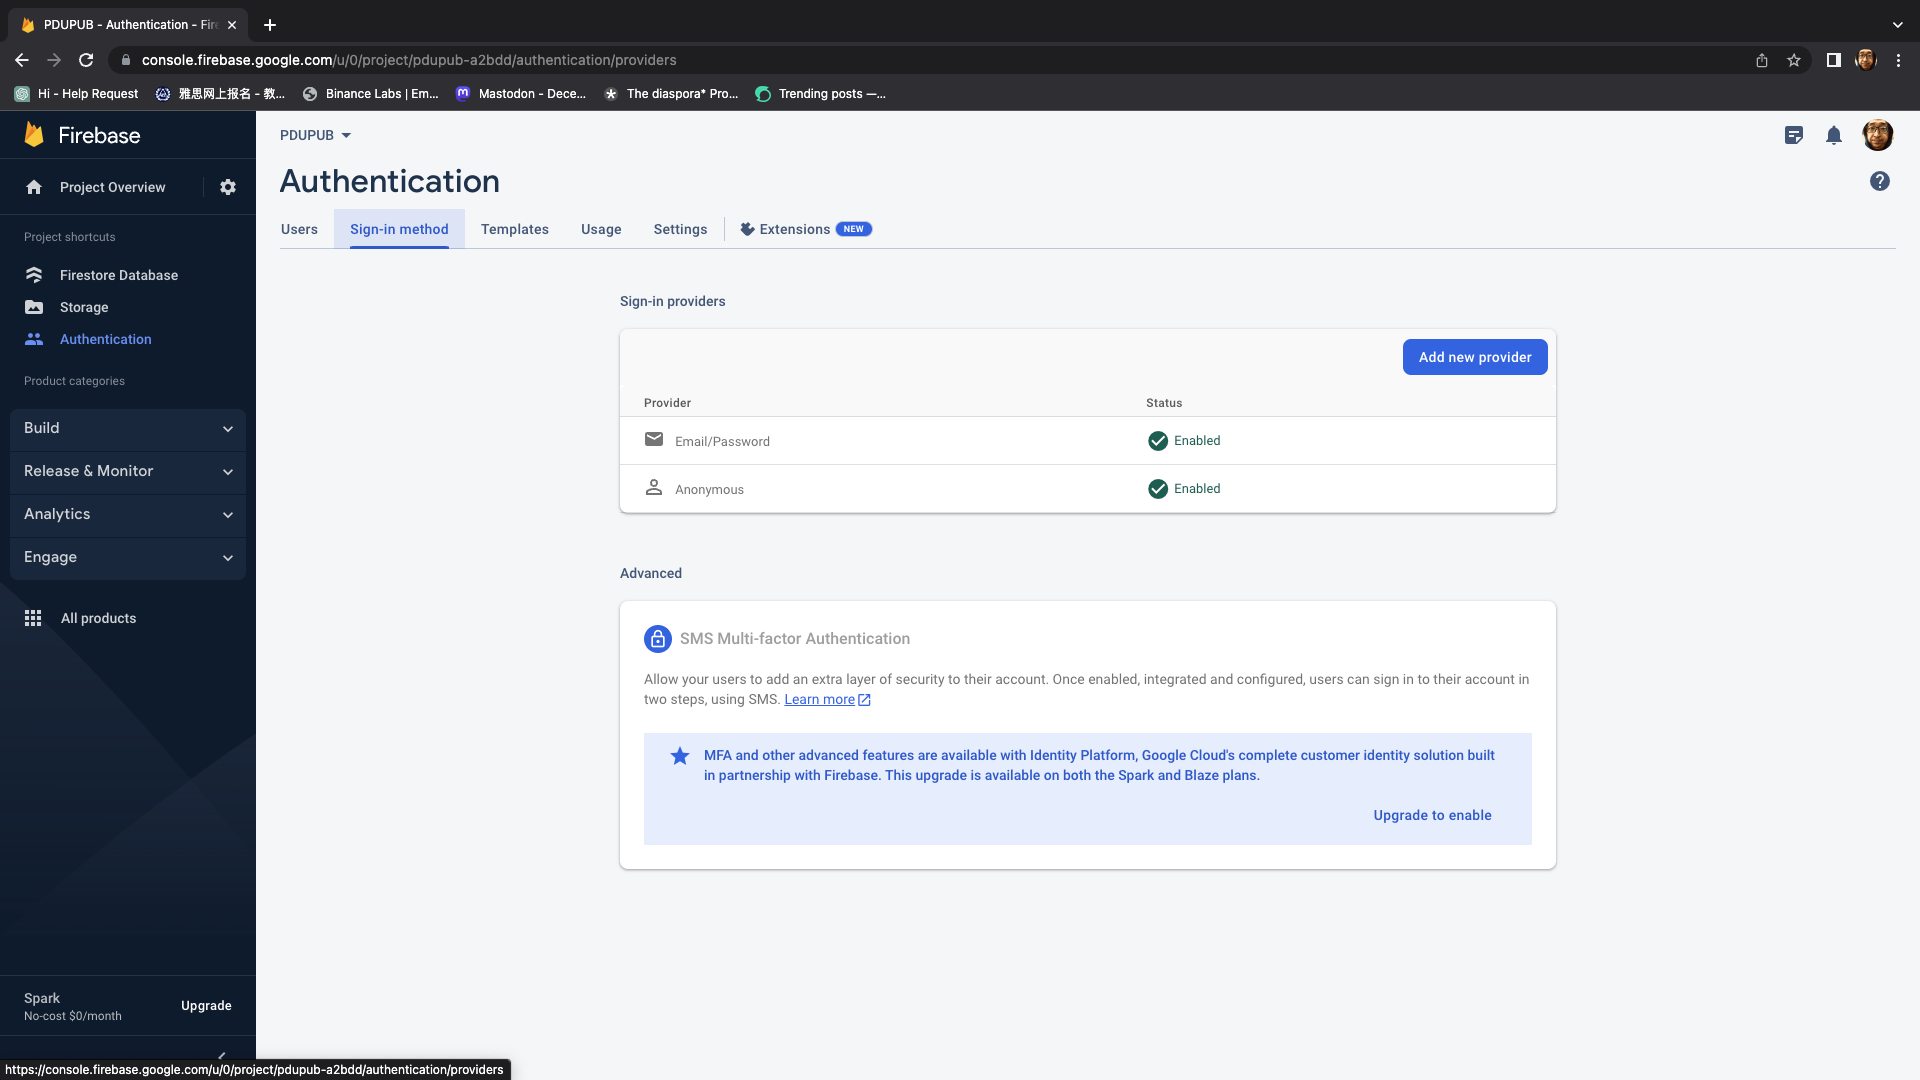 PDUPUB - Authentication - Fire
console.firebase.google.com/u/0/project/pdupub-a2bdd/authentication/providers
Hi - Help Request
雅思网上报名 - 教...
Binance Labs | Em...
Mastodon - Dece...
The diaspora* Pro...
Trending posts —...
Firebase
Project Overview
Project shortcuts
Firestore Database
Storage
Authentication
Product categories
Build
Release & Monitor
Analytics
Engage
All products
Spark
No-cost $0/month
Upgrade
PDUPUB
Authentication
Users
Sign-in method
Templates
Usage
Settings
Extensions NEW
Sign-in providers
Add new provider
Provider Status
Email/Password Enabled
Anonymous Enabled
Advanced
SMS Multi-factor Authentication
Allow your users to add an extra layer of security to their account. Once enabled, integrated and configured, users can sign in to their account in
two steps, using SMS. Learn more
MFA and other advanced features are available with Identity Platform, Google Cloud's complete customer identity solution built
in partnership with Firebase. This upgrade is available on both the Spark and Blaze plans.
Upgrade to enable
https://console.firebase.google.com/u/0/project/pdupub-a2bdd/authentication/providers